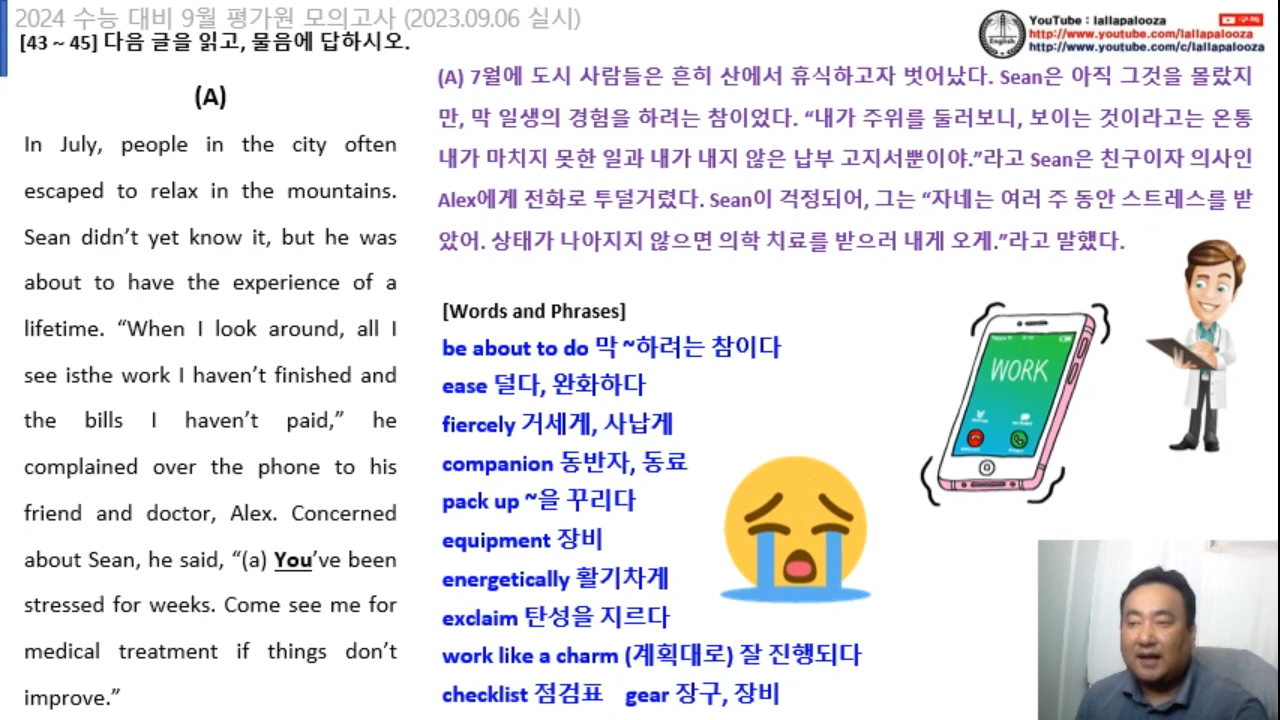 2024 수능 대비 9월 평가원 모의고사 (2023.09.06 실시)
[43 ~ 45] 다음 글을 읽고, 물음에 답하시오.
(A)
In July, people in the city often
escaped to relax in the mountains.
Sean didn’t yet know it, but he was
about to have the experience of a
lifetime. “When I look around, all I
see isthe work I haven’t finished and
the bills I haven’t paid,” he
complained over the phone to his
friend and doctor, Alex. Concerned
about Sean, he said, “(a) You’ve been
stressed for weeks. Come see me for
medical treatment if things don’t
improve.”
YouTube : lallapalooza
구독
http://www.youtube.com/lallapalooza
http://www.youtube.com/c/lallapalooza
English
(A) 7월에 도시 사람들은 흔히 산에서 휴식하고자 벗어났다. Sean은 아직 그것을 몰랐지
만, 막 일생의 경험을 하려는 참이었다. “내가 주위를 둘러보니, 보이는 것이라고는 온통
내가 마치지 못한 일과 내가 내지 않은 납부 고지서뿐이야.”라고 Sean은 친구이자 의사인
Alex에게 전화로 투덜거렸다. Sean이 걱정되어, 그는 “자네는 여러 주 동안 스트레스를 받
았어. 상태가 나아지지 않으면 의학 치료를 받으러 내게 오게.”라고 말했다.
[Words and Phrases]
be about to do 막 ~하려는 참이다
ease 덜다, 완화하다
fiercely 거세게, 사납게
companion 동반자, 동료
pack up ~을 꾸리다
equipment 장비
energetically 활기차게
exclaim 탄성을 지르다
work like a charm (계획대로) 잘 진행되다
checklist 점검표 gear 장구, 장비
WORK